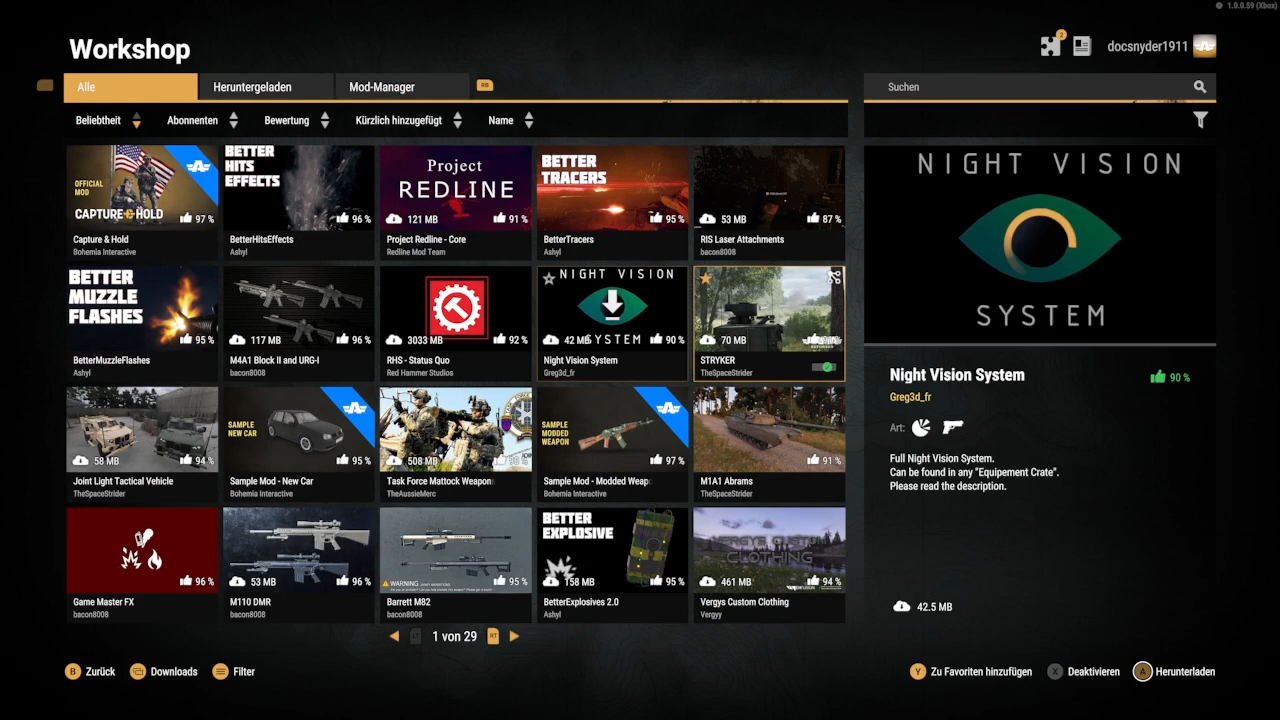 1.0.0.59 (Xbox)
Workshop
2
docsnyder1911
Alle
Heruntergeladen
Mod-Manager
RB
Suchen
Beliebtheit
Abonnenten
Bewertung
Kürzlich hinzugefügt
Name
OFFICIAL
MOD
CAPTURE & HOLD
97 %
Capture & Hold
Bohemia Interactive
BETTER
HITS
EFFECTS
96 %
BetterHitsEffects
Ashyl
Project
REDLINE
121 MB
91 %
Project Redline - Core
Redline Mod Team
BETTER
TRACERS
95 %
BetterTracers
Ashyl
53 MB
87 %
RIS Laser Attachments
bacon8008
NIGHT VISION
SYSTEM
BETTER
MUZZLE
FLASHES
95 %
BetterMuzzleFlashes
Ashyl
117 MB
96 %
M4A1 Block II and URG-I
bacon8008
3033 MB
92 %
RHS - Status Quo
Red Hammer Studios
NIGHT VISION
SYSTEM
42 MB
90 %
Night Vision System
Greg3d_fr
70 MB
STRYKER
TheSpaceStrider
Night Vision System
90 %
Greg3d_fr
Art:
Full Night Vision System.
Can be found in any "Equipement Crate".
Please read the description.
42.5 MB
58 MB
94 %
Joint Light Tactical Vehicle
TheSpaceStrider
SAMPLE
NEW CAR
95 %
Sample Mod - New Car
Bohemia Interactive
508 MB
Task Force Mattock Weapon
TheAussieMerc
SAMPLE
MODDED
WEAPON
97 %
Sample Mod - Modded Weap
Bohemia Interactive
91 %
M1A1 Abrams
TheSpaceStrider
96 %
Game Master FX
bacon8008
53 MB
96 %
M110 DMR
bacon8008
WARNING
95 %
Barrett M82
bacon8008
BETTER
EXPLOSIVE
158 MB
95 %
BetterExplosives 2.0
Ashyl
CLOTHING
461 MB
94 %
Vergys Custom Clothing
Vergyy
LT
1 von 29
RT
B
Zurück
Downloads
Filter
Y
Zu Favoriten hinzufügen
X
Deaktivieren
A
Herunterladen